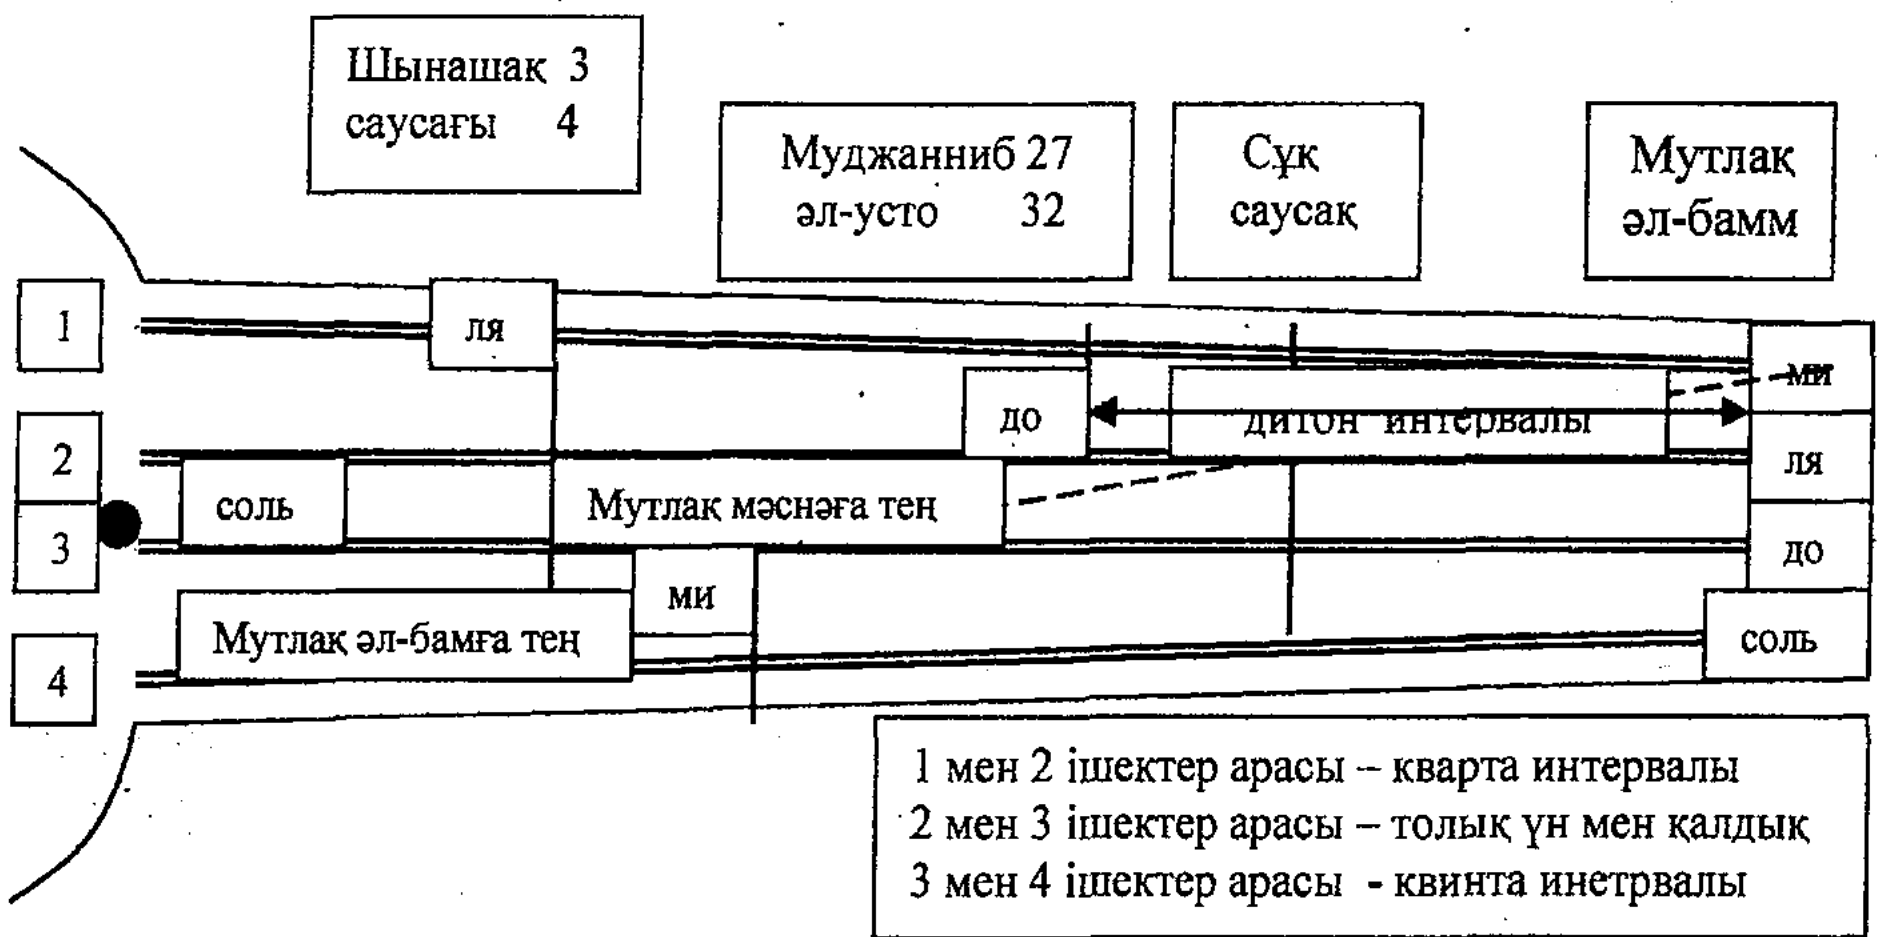 Шынашақ 3
саусағы 4
Муджанниб 27
әл-усто 32
Сұқ
саусақ
Мутлақ
әл-бамм
1
ля
ми
до
дитон интервалы
2
ля
соль
Мутлақ мәснәға тең
3
до
ми
Мутлақ әл-бамға тең
соль
4
1 мен 2 ішектер арасы – кварта интервалы
2 мен 3 ішектер арасы – толық үн мен қалдық
3 мен 4 ішектер арасы - квинта инетрвалы